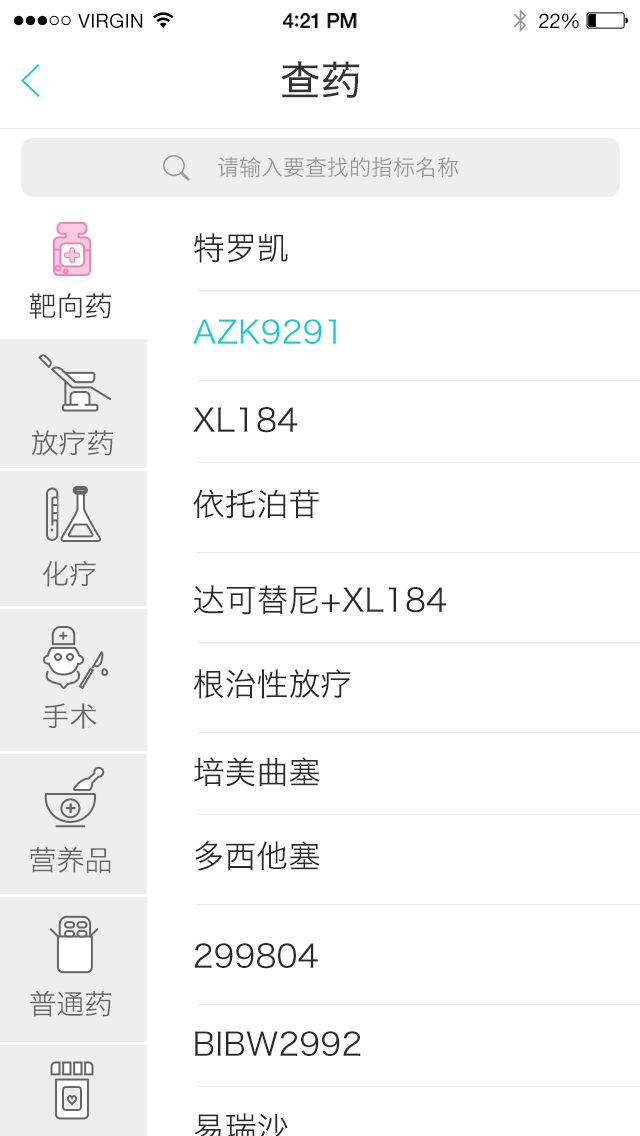 VIRGIN 4:21 PM 22%
查药
请输入要查找的指标名称
靶向药
放疗药
化疗
手术
营养品
普通药
特罗凯
AZK9291
XL184
依托泊苷
达可替尼+XL184
根治性放疗
培美曲塞
多西他塞
299804
BIBW2992
易瑞沙